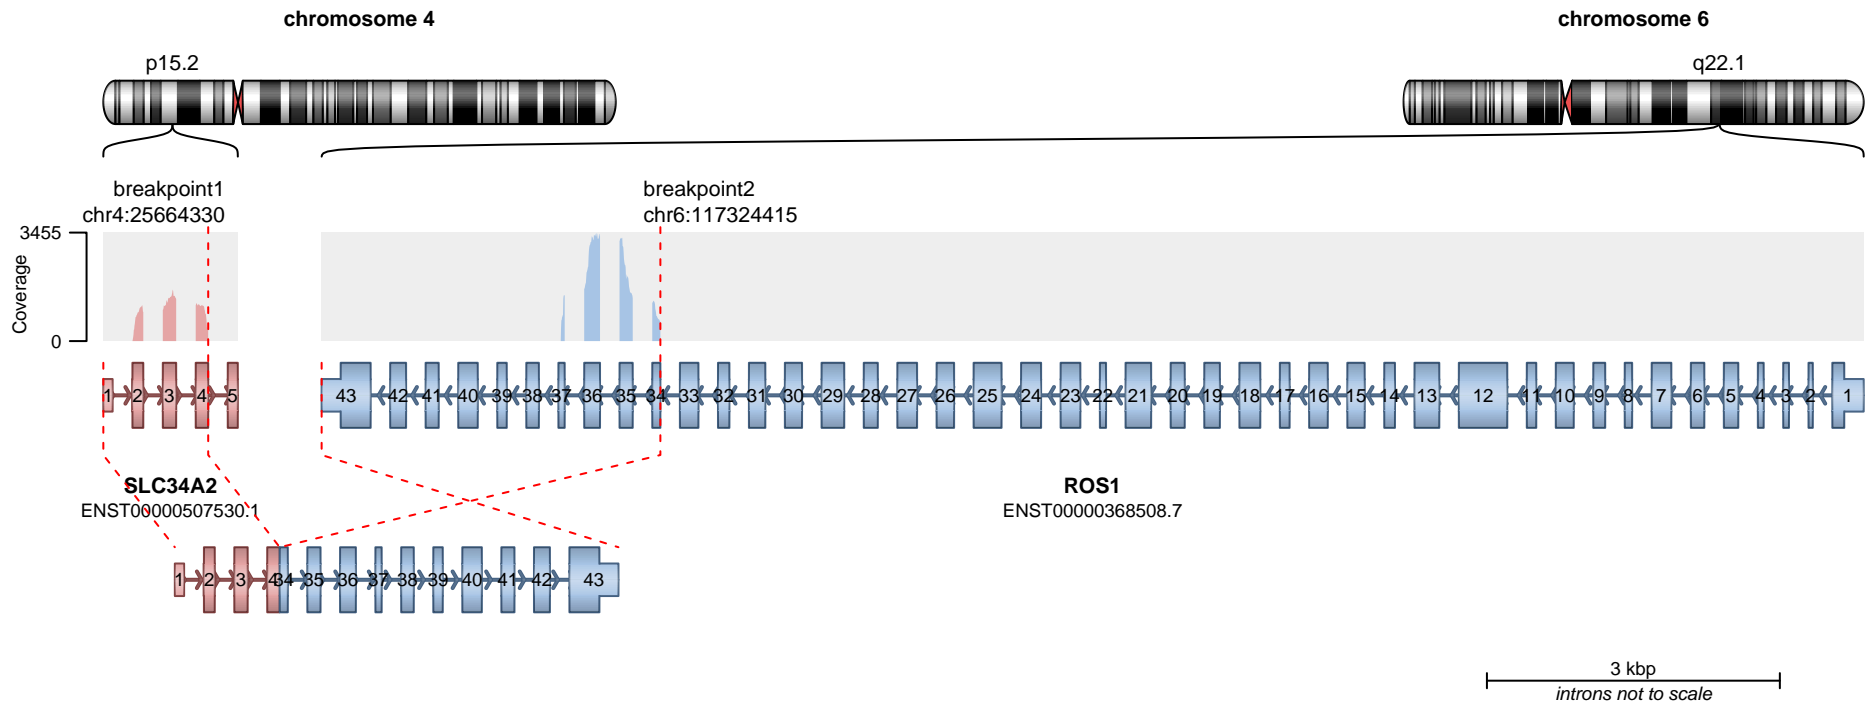 chromosome 4
chromosome 6
p15.2
q22.1
breakpoint1
chr4:25664330
breakpoint2
chr6:117324415
3455
Coverage
0
1 2 3 4 5
43 42 41 40 39 38 37 36 35 34 33 32 31 30 29 28 27 26 25 24 23 22 21 20 19 18 17 16 15 14 13 12 11 10 9 8 7 6 5 4 3 2 1
SLC34A2
ENST00000507530.1
ROS1
ENST00000368508.7
1 2 3 4 34 35 36 37 38 39 40 41 42 43
3 kbp
introns not to scale